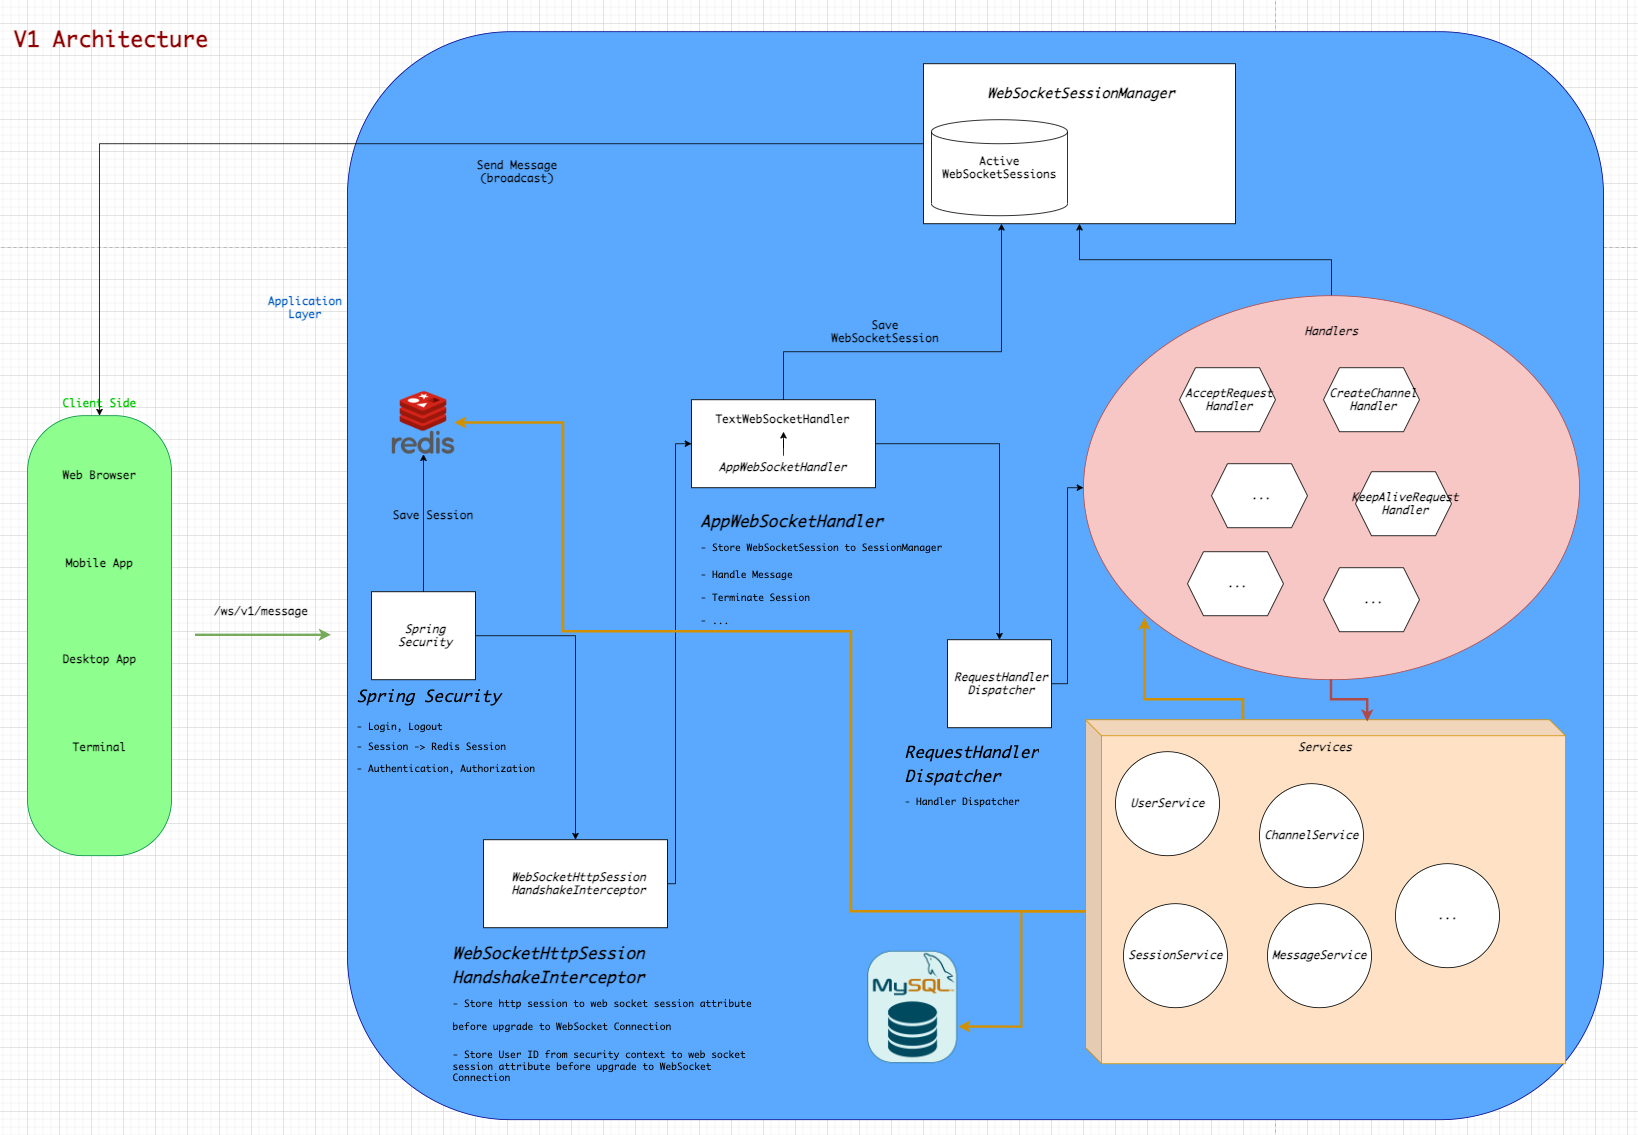 V1 Architecture
WebSocketSessionManager
Active
WebSocketSessions
Send Message
(broadcast)
Application
Layer
Save
WebSocketSession
Handlers
AcceptRequest
Handler
CreateChannel
Handler
...
KeepAliveRequest
Handler
...
...
Client Side
Web Browser
Mobile App
Desktop App
Terminal
/ws/v1/message
redis
Save Session
Spring
Security
Spring Security
- Login, Logout
- Session -> Redis Session
- Authentication, Authorization
TextWebSocketHandler
AppWebSocketHandler
AppWebSocketHandler
- Store WebSocketSession to SessionManager
- Handle Message
- Terminate Session
- ...
RequestHandler
Dispatcher
RequestHandler
Dispatcher
- Handler Dispatcher
WebSocketHttpSession
HandshakeInterceptor
WebSocketHttpSession
HandshakeInterceptor
- Store http session to web socket session attribute
before upgrade to WebSocket Connection
- Store User ID from security context to web socket
session attribute before upgrade to WebSocket
Connection
MySQL
Services
UserService
ChannelService
SessionService
MessageService
...